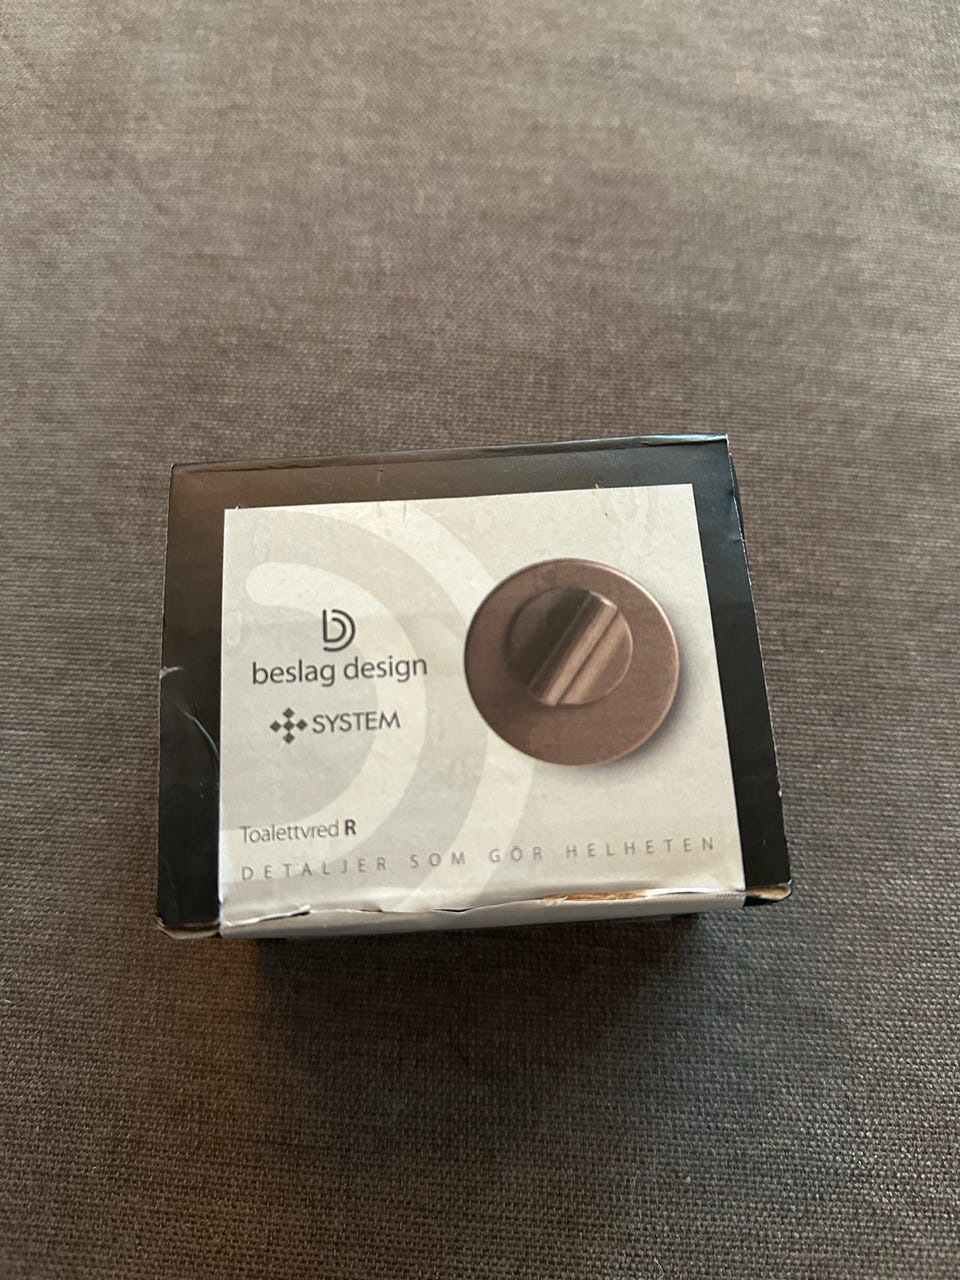 beslag design
SYSTEM
Toalettvred R
DETALJER SOM GÖR HELHETEN